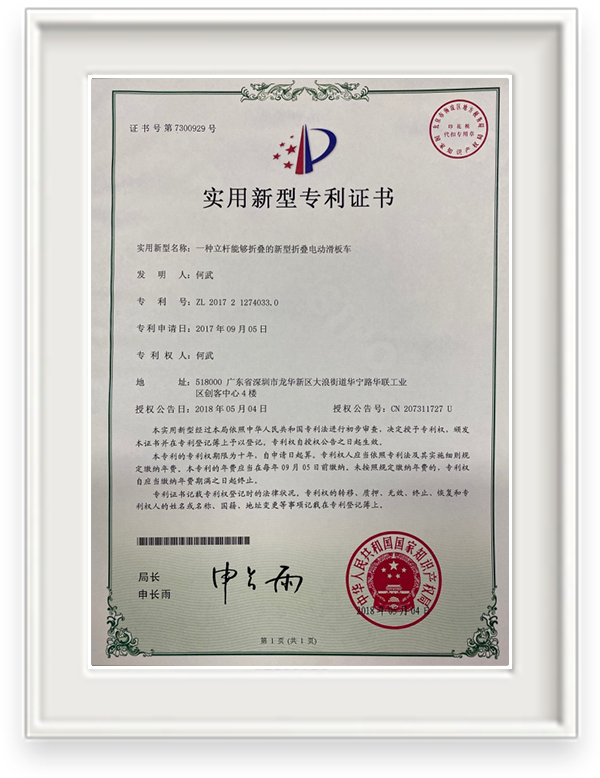 证书号第7300929号
实用新型专利证书
实用新型名称：一种立杆能够折叠的新型折叠电动滑板车
发 明 人：何武
专 利 号：ZL 2017 2 1274033.0
专利申请日：2017年09月05日
专 利 权 人：何武
地 址：518000 广东省深圳市龙华新区大浪街道华宁路华联工业
区创客中心4楼
授权公告日：2018年05月04日 授权公告号：CN 207311727 U
本实用新型经过本局依照中华人民共和国专利法进行初步审查，决定授予专利权，颁发
本证书并在专利登记簿上予以登记。专利权自授权公告之日起生效。
本专利的专利权期限为十年，自申请日起算。专利权人应当依照专利法及其实施细则规
定缴纳年费。本专利的年费应当在每年09月05日前缴纳。未按照规定缴纳年费的，专利权
自应当缴纳年费期满之日起终止。
专利证书记载专利权登记时的法律状况。专利权的转移、质押、无效、终止、恢复和专
利权人的姓名或名称、国籍、地址变更等事项记载在专利登记簿上。
局长
申长雨
中华人民共和国国家知识产权局
2018年05月04日
第1页（共1页）